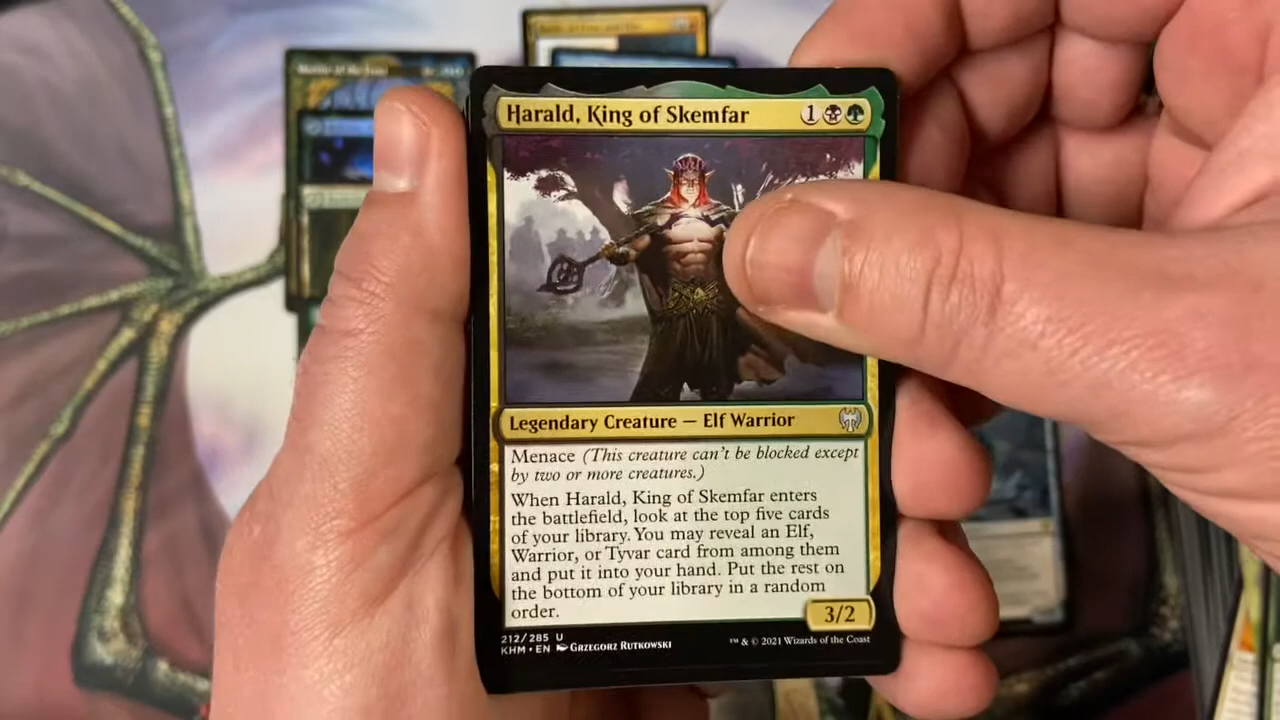 Harald, King of Skemfar 1
Legendary Creature — Elf Warrior
Menace (This creature can't be blocked except
by two or more creatures.)
When Harald, King of Skemfar enters
the battlefield, look at the top five cards
of your library. You may reveal an Elf,
Warrior, or Tyvar card from among them
and put it into your hand. Put the rest on
the bottom of your library in a random
order.
3/2
212/285 U
KHM • EN Grzegorz Rutkowski
™ & © 2021 Wizards of the Coast